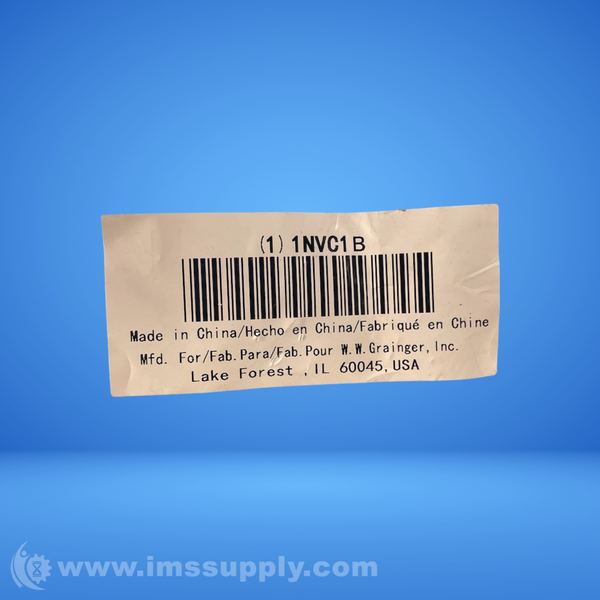 (1) 1NVC1B
Made in China/Hecho en China/Fabriqué en Chine
Mfd. For/Fab. Para/Fab. Pour W.W. Grainger, Inc.
Lake Forest , IL 60045, USA
www.imssupply.com